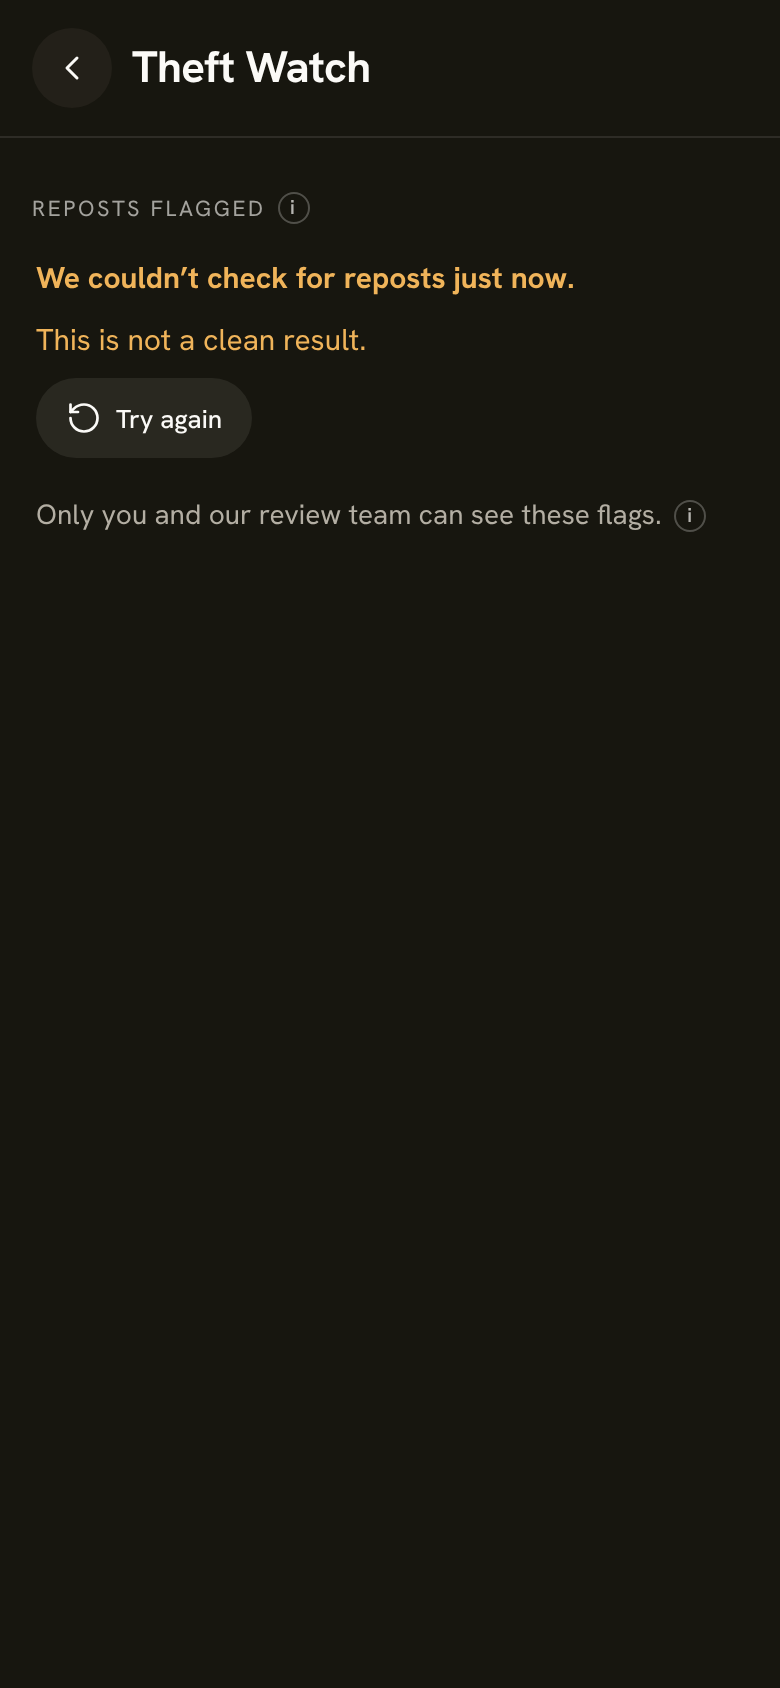 Theft Watch
REPOSTS FLAGGED
We couldn’t check for reposts just now.
This is not a clean result.
Try again
Only you and our review team can see these flags.